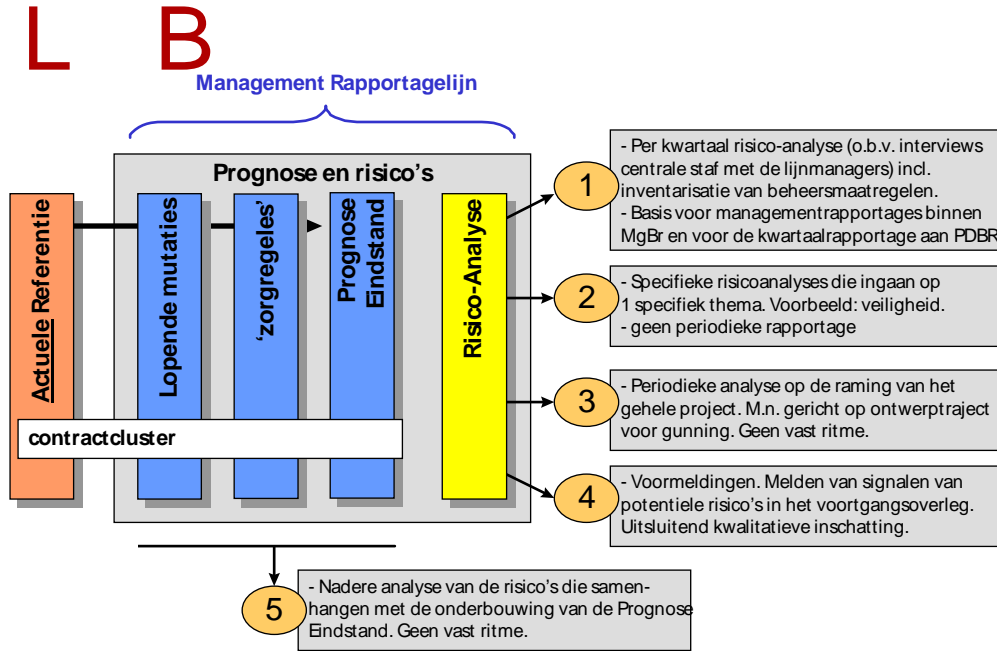 L B
Management Rapportagelijn
Prognose en risico's
Actuele Referentie
Lopende mutaties
'zorgregeles'
Prognose
Eindstand
Risico-Analyse
contractcluster
1
- Per kwartaal risico-analyse (o.b.v. interviews
centrale staf met de lijnmanagers) incl.
inventarisatie van beheersmaatregelen.
- Basis voor managementrapportages binnen
MgBr en voor de kwartaalrapportage aan PDBR
2
- Specifieke risicoanalyses die ingaan op
1 specifiek thema. Voorbeeld: veiligheid.
- geen periodieke rapportage
3
- Periodieke analyse op de raming van het
gehele project. M.n. gericht op ontwerptraject
voor gunning. Geen vast ritme.
4
- Voormeldingen. Melden van signalen van
potentiele risico's in het voortgangsoverleg.
Uitsluitend kwalitatieve inschatting.
5
- Nadere analyse van de risico's die samen-
hangen met de onderbouwing van de Prognose
Eindstand. Geen vast ritme.